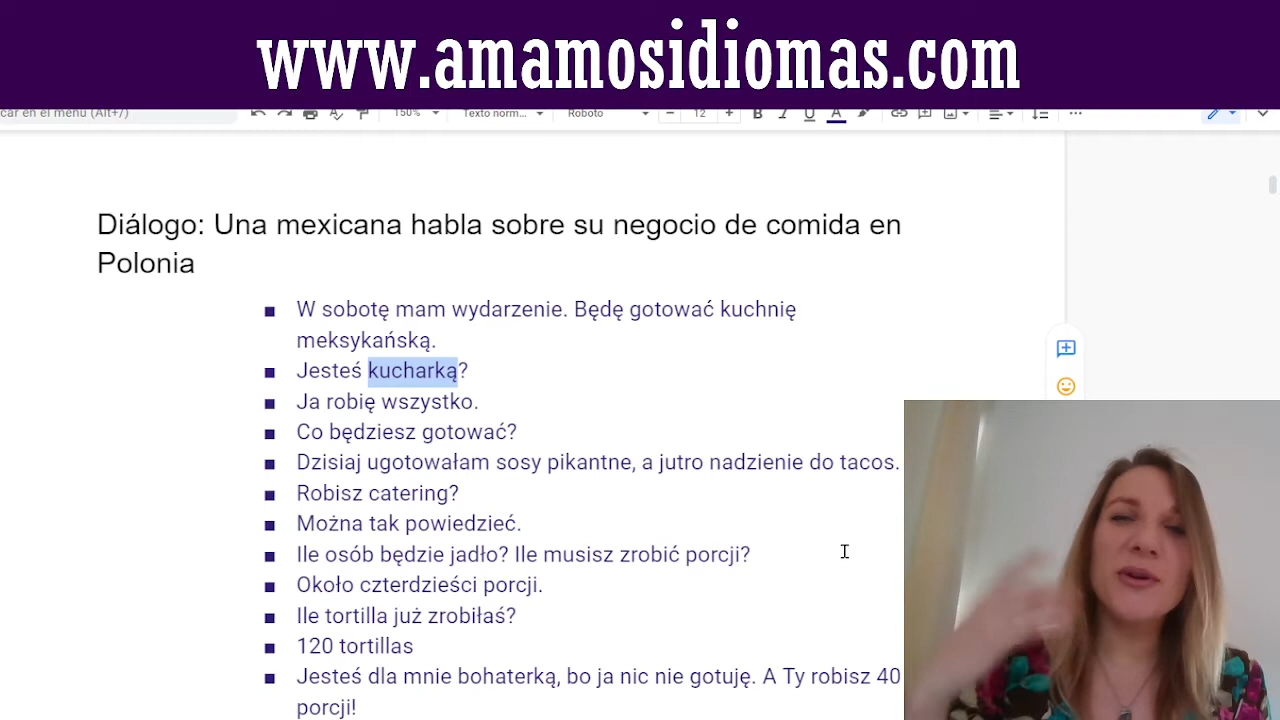 www.amamosidiomas.com
car en el menú (Alt+/)
150%
Texto norm...
Roboto
12
Diálogo: Una mexicana habla sobre su negocio de comida en
Polonia
W sobotę mam wydarzenie. Będę gotować kuchnię
meksykańską.
Jesteś kucharką?
Ja robię wszystko.
Co będziesz gotować?
Dzisiaj ugotowałam sosy pikantne, a jutro nadzienie do tacos.
Robisz catering?
Można tak powiedzieć.
Ile osób będzie jadło? Ile musisz zrobić porcji?
Około czterdzieści porcji.
Ile tortilla już zrobiłaś?
120 tortillas
Jesteś dla mnie bohaterką, bo ja nic nie gotuję. A Ty robisz 40
porcji!